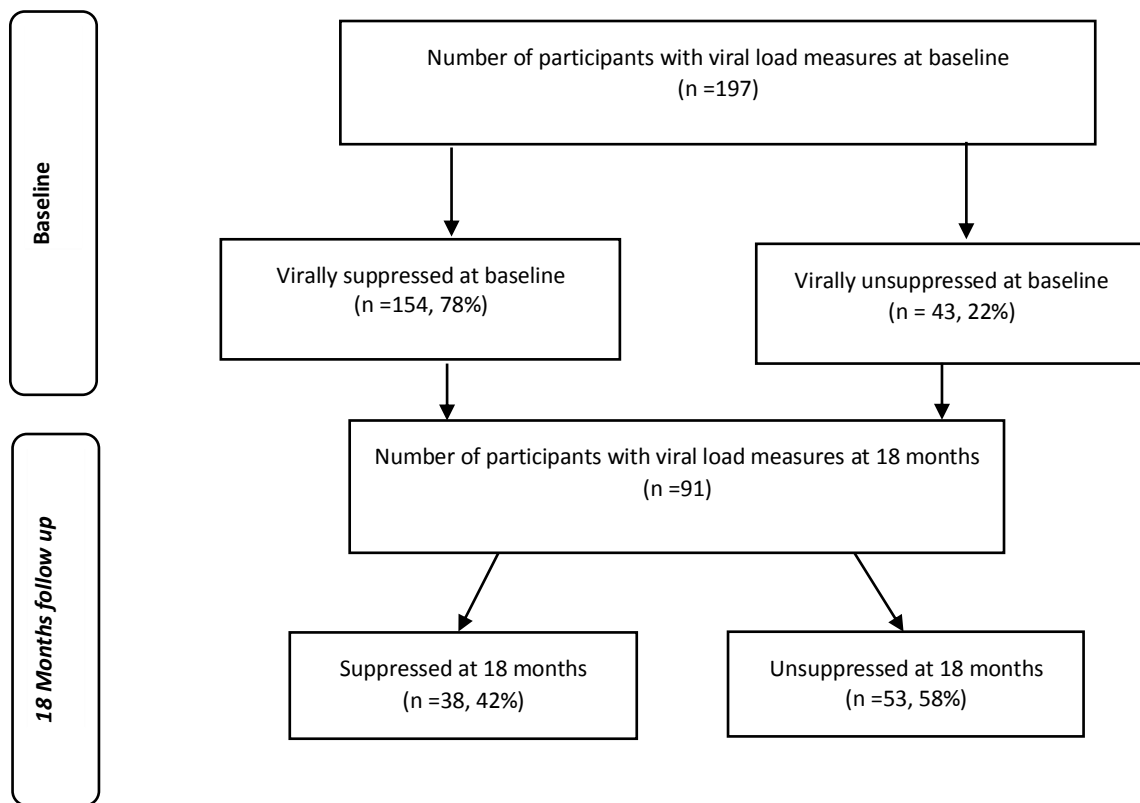 Baseline
Number of participants with viral load measures at baseline
(n =197)
Virally suppressed at baseline
(n =154, 78%)
Virally unsuppressed at baseline
(n = 43, 22%)
18 Months follow up
Number of participants with viral load measures at 18 months
(n =91)
Suppressed at 18 months
(n =38, 42%)
Unsuppressed at 18 months
(n =53, 58%)